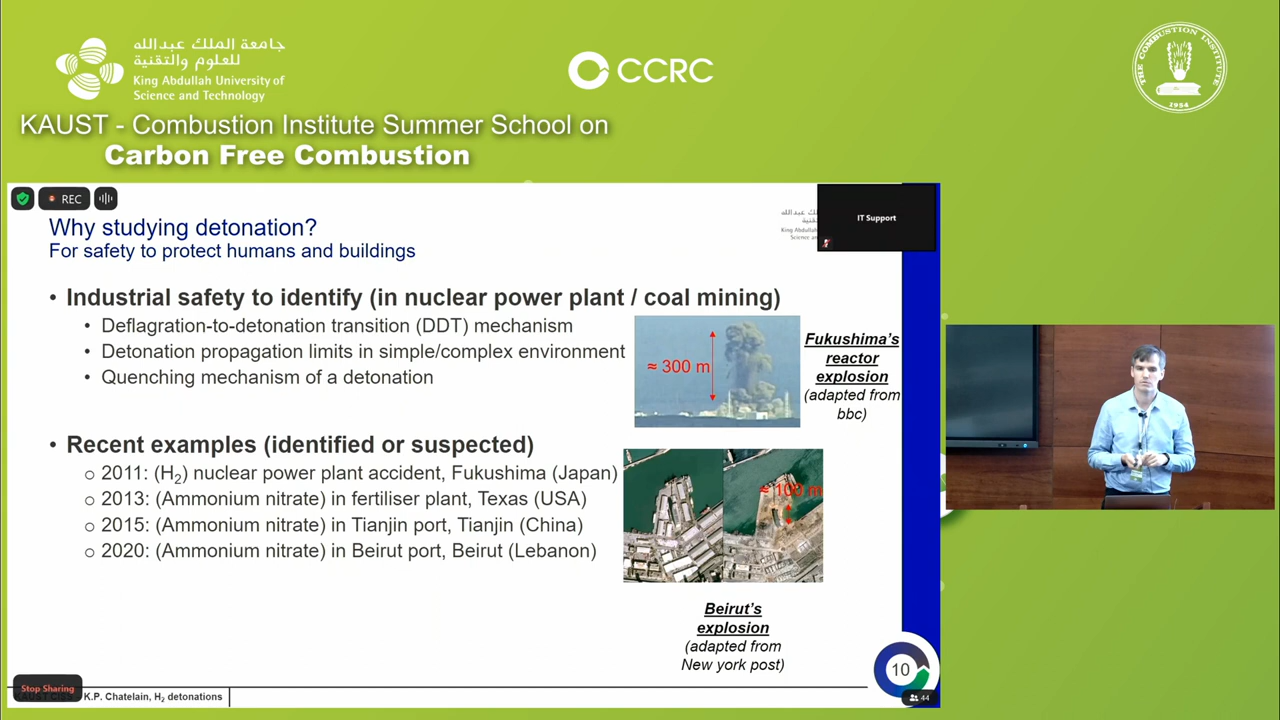 جامعة الملك عبدالله
للعلوم والتقنية
King Abdullah University of
Science and Technology
CCRC
THE COMBUSTION INSTITUTE
1954
KAUST - Combustion Institute Summer School on
Carbon Free Combustion
REC
IT Support
Why studying detonation?
For safety to protect humans and buildings
• Industrial safety to identify (in nuclear power plant / coal mining)
• Deflagration-to-detonation transition (DDT) mechanism
• Detonation propagation limits in simple/complex environment
• Quenching mechanism of a detonation
≈ 300 m
Fukushima's
reactor
explosion
(adapted from
bbc)
• Recent examples (identified or suspected)
o 2011: (H₂) nuclear power plant accident, Fukushima (Japan)
o 2013: (Ammonium nitrate) in fertiliser plant, Texas (USA)
o 2015: (Ammonium nitrate) in Tianjin port, Tianjin (China)
o 2020: (Ammonium nitrate) in Beirut port, Beirut (Lebanon)
≈ 100 m
Beirut's
explosion
(adapted from
New york post)
10
44
Stop Sharing
K.P. Chatelain, H₂ detonations